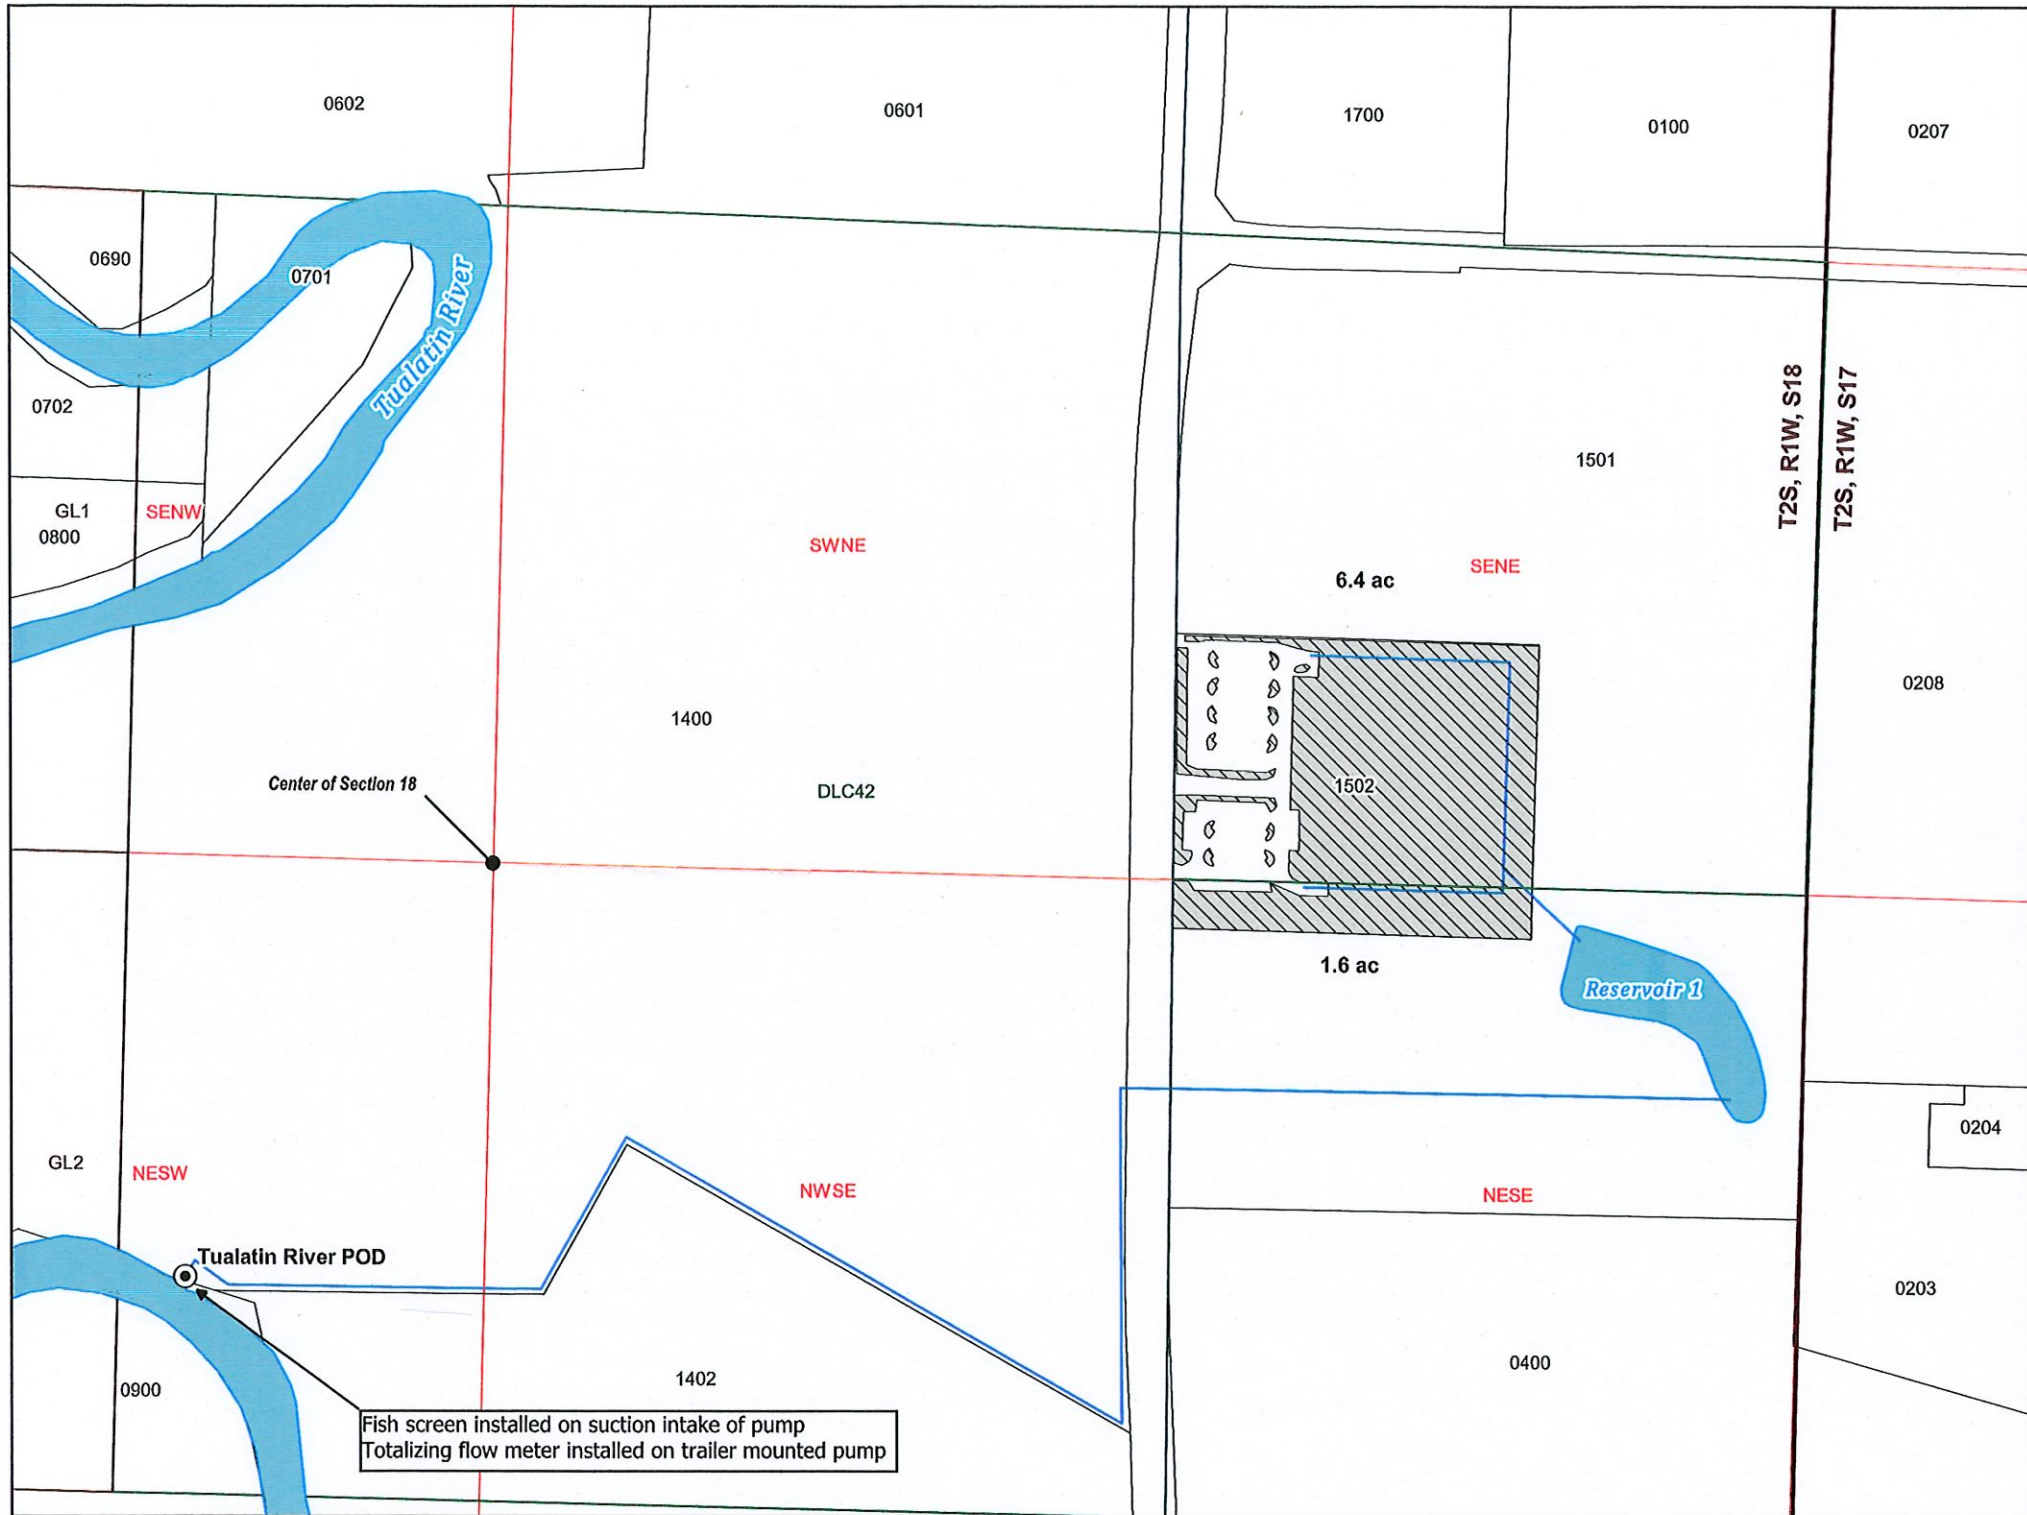 0602
0601
1700
0100
0207
0690
0701
Tualatin River
0702
GL1
0800
SENW
SWNE
1501
SENE
6.4 ac
T2S, R1W, S18
T2S, R1W, S17
0208
1400
Center of Section 18
DLC42
1502
1.6 ac
Reservoir 1
0204
GL2
NESW
NWSE
NESE
Tualatin River POD
0203
0400
0900
1402
Fish screen installed on suction intake of pump
Totalizing flow meter installed on trailer mounted pump